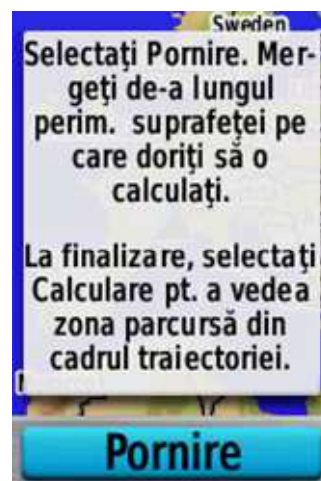 Sweden
Selectaţi Pornire. Mer-
geţi de-a lungul
perim. suprafeţei pe
care doriţi să o
calculaţi.
La finalizare, selectaţi
Calculare pt. a vedea
zona parcursă din
cadrul traiectoriei.
Pornire